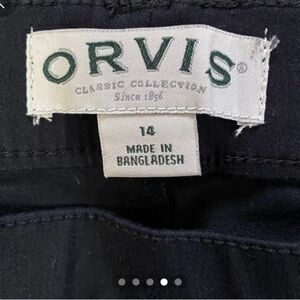 ORVIS®
CLASSIC COLLECTION
Since 1856
14
MADE IN
BANGLADESH